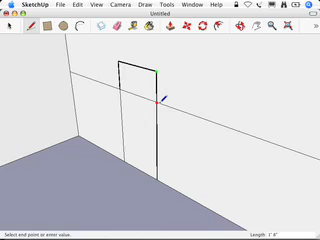 SketchUp File Edit View Camera Draw Tools Window Help
Untitled
Select end point or enter value.
Length: 1' 6"